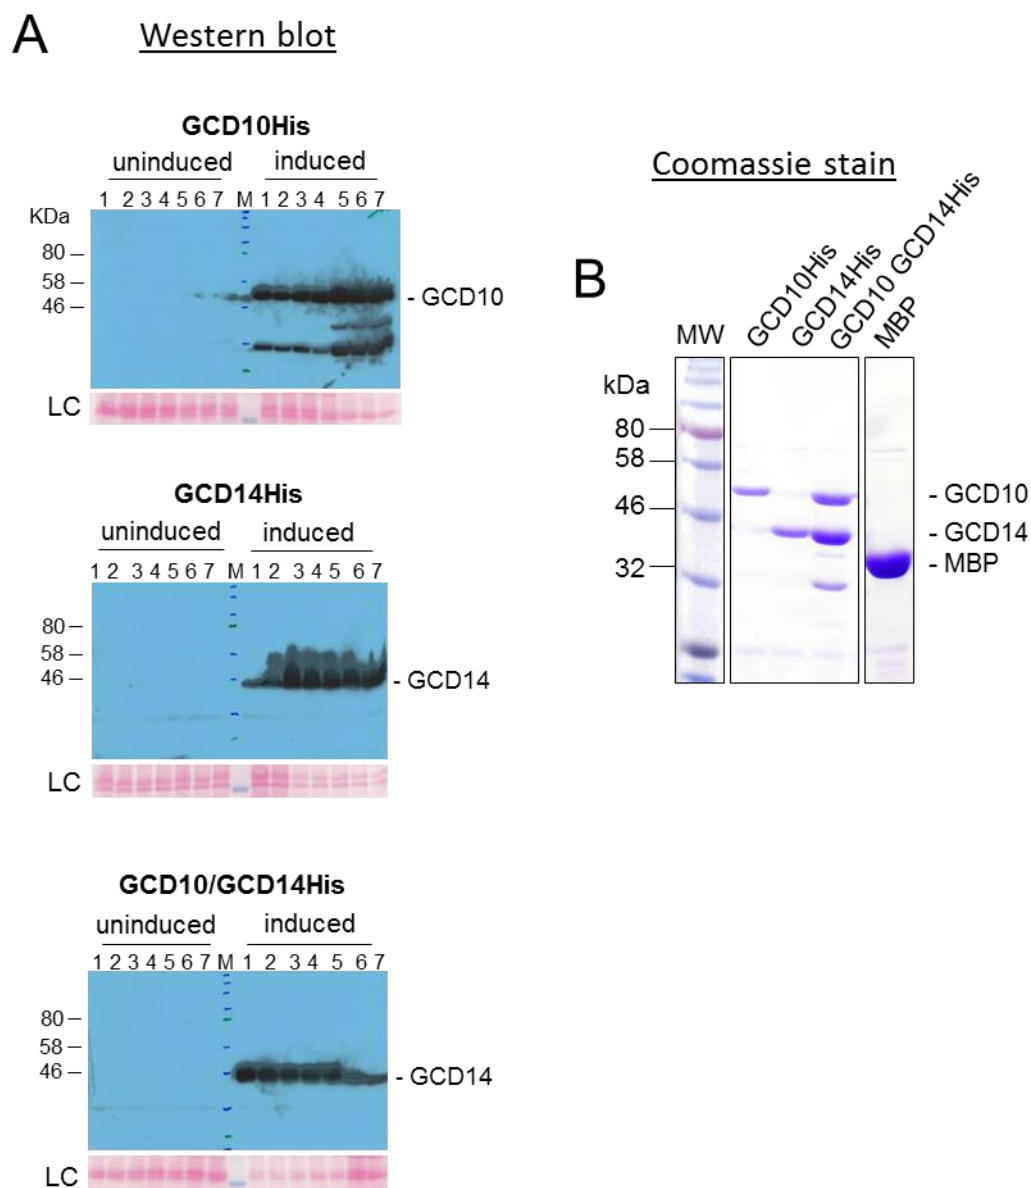 A
Western blot
GCD10His
uninduced induced
1 2 3 4 5 6 7 M 1 2 3 4 5 6 7
KDa
80
58
46
- GCD10
LC
GCD14His
uninduced induced
1 2 3 4 5 6 7 M 1 2 3 4 5 6 7
80
58
46
- GCD14
LC
GCD10/GCD14His
uninduced induced
1 2 3 4 5 6 7 M 1 2 3 4 5 6 7
80
58
46
- GCD14
LC
Coomassie stain
B
MW
GCD10His
GCD14His
GCD10 GCD14His
MBP
kDa
80
58
46
32
- GCD10
- GCD14
- MBP